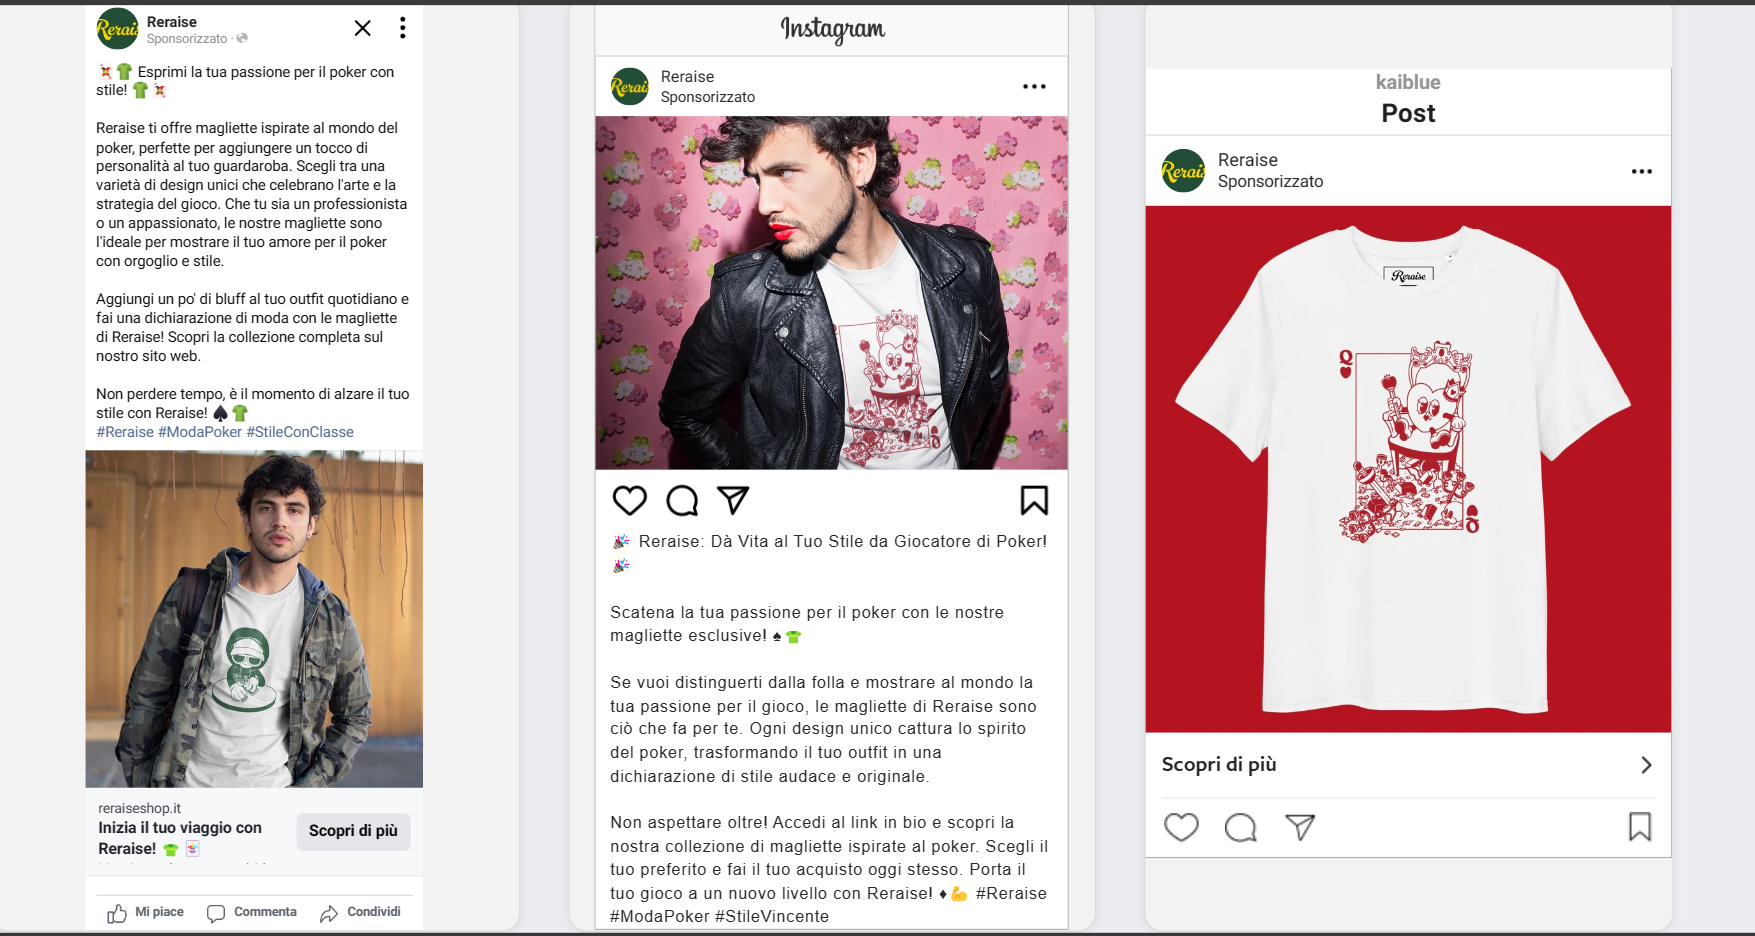 Reraise
Sponsorizzato ·
Esprimi la tua passione per il poker con
stile!
Reraise ti offre magliette ispirate al mondo del
poker, perfette per aggiungere un tocco di
personalità al tuo guardaroba. Scegli tra una
varietà di design unici che celebrano l'arte e la
strategia del gioco. Che tu sia un professionista
o un appassionato, le nostre magliette sono
l'ideale per mostrare il tuo amore per il poker
con orgoglio e stile.
Aggiungi un po' di bluff al tuo outfit quotidiano e
fai una dichiarazione di moda con le magliette
di Reraise! Scopri la collezione completa sul
nostro sito web.
Non perdere tempo, è il momento di alzare il tuo
stile con Reraise! ♠️👕
#Reraise #ModaPoker #StileConClasse
reraiseshop.it
Inizia il tuo viaggio con
Reraise! 👕 🃏
Scopri di più
Mi piace
Commenta
Condividi
Instagram
Reraise
Sponsorizzato
🎉 Reraise: Dà Vita al Tuo Stile da Giocatore di Poker!
🎉
Scatena la tua passione per il poker con le nostre
magliette esclusive! ♠👕
Se vuoi distinguerti dalla folla e mostrare al mondo la
tua passione per il gioco, le magliette di Reraise sono
ciò che fa per te. Ogni design unico cattura lo spirito
del poker, trasformando il tuo outfit in una
dichiarazione di stile audace e originale.
Non aspettare oltre! Accedi al link in bio e scopri la
nostra collezione di magliette ispirate al poker. Scegli il
tuo preferito e fai il tuo acquisto oggi stesso. Porta il
tuo gioco a un nuovo livello con Reraise! ♦💪 #Reraise
#ModaPoker #StileVincente
kaiblue
Post
Reraise
Sponsorizzato
Reraise
Q
Q
Scopri di più